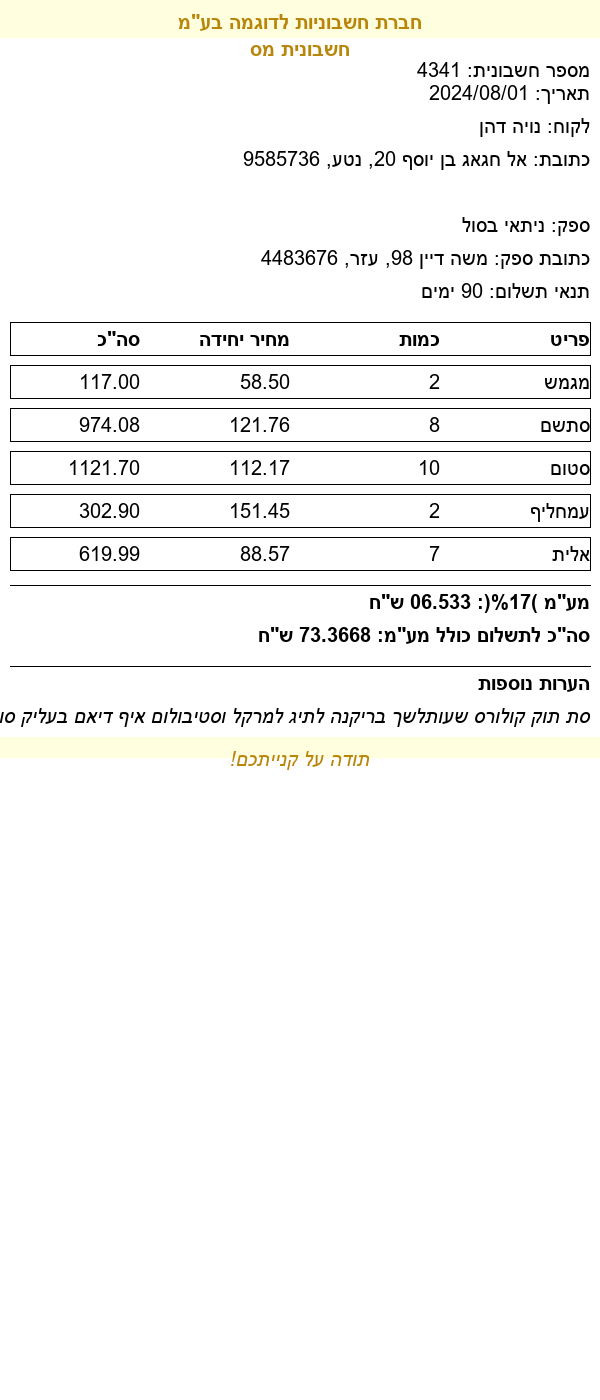 חברת חשבוניות לדוגמה בע"מ
חשבונית מס
מספר חשבונית: 4341
תאריך: 2024/08/01
לקוח: נויה דהן
כתובת: אל חגאג בן יוסף 20, נטע, 9585736
ספק: ניתאי בסול
כתובת ספק: משה דיין 98, עזר, 4483676
תנאי תשלום: 90 ימים
פריט כמות מחיר יחידה סה"כ
מגמש 2 58.50 117.00
סתשם 8 121.76 974.08
סטום 10 112.17 1121.70
עמחליף 2 151.45 302.90
אלית 7 88.57 619.99
מע"מ )17%(: 06.533 ש"ח
סה"כ לתשלום כולל מע"מ: 73.3668 ש"ח
הערות נוספות
סת תוק קולורס שעותלשך בריקנה לתיג למרקל וסטיבולום איף דיאם בעליק סו
תודה על קנייתכם!